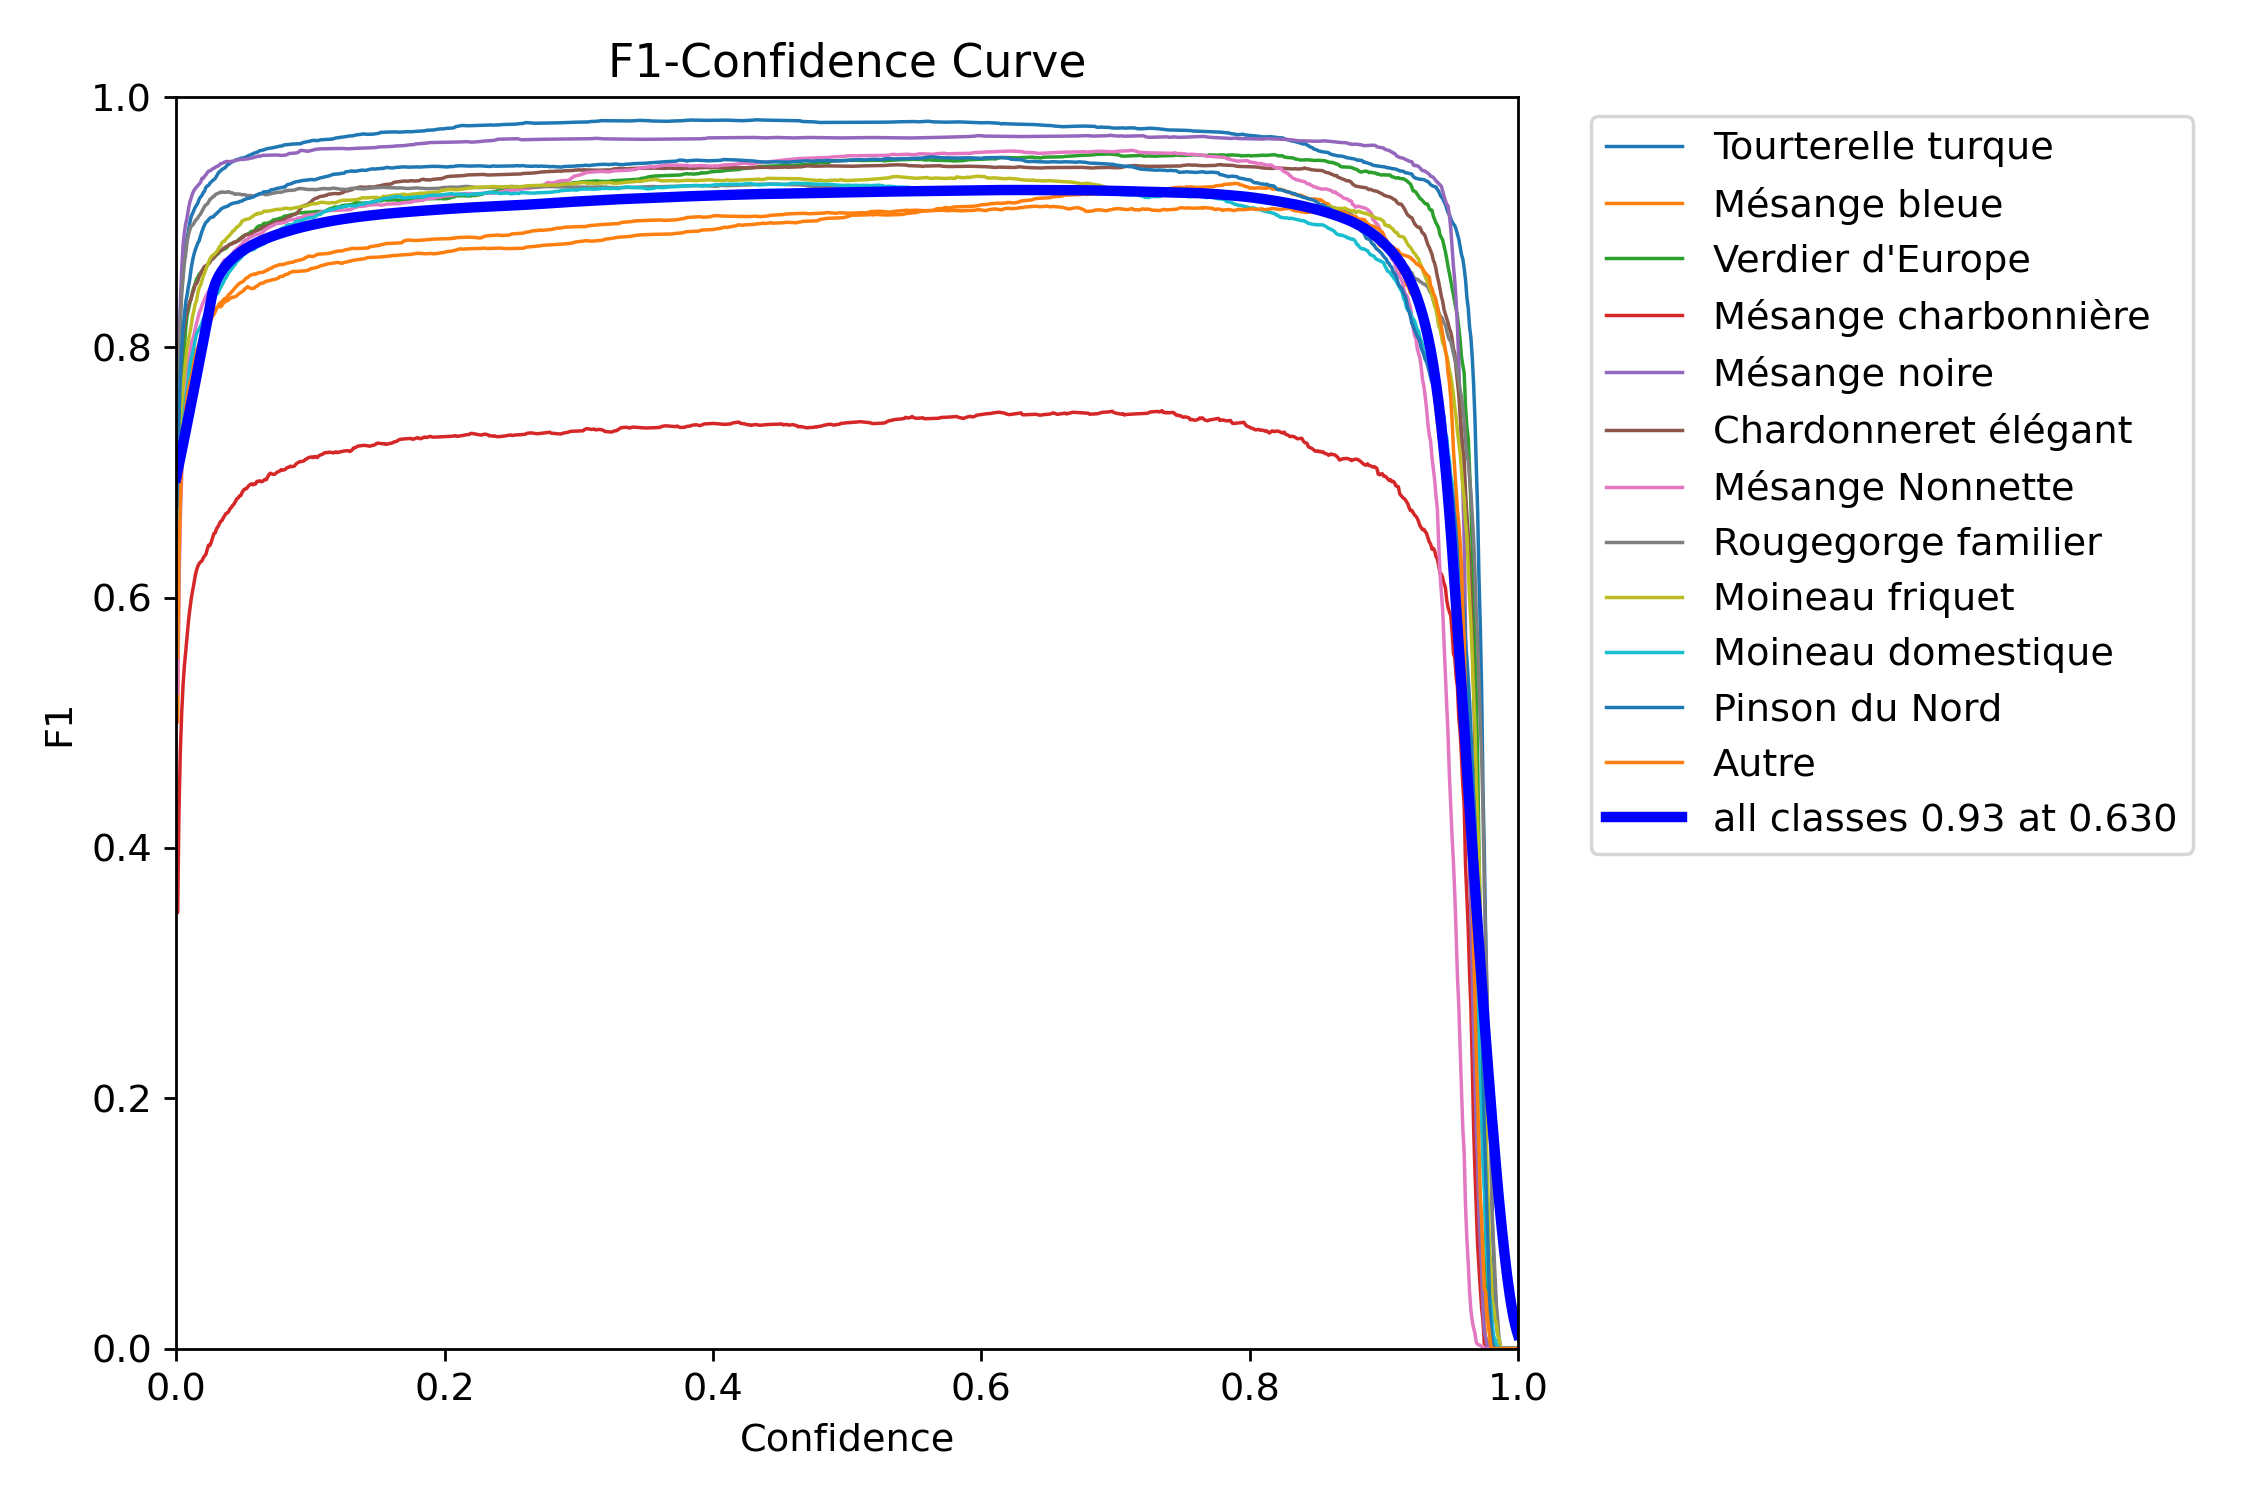 F1-Confidence Curve
1.0
0.8
0.6
0.4
0.2
0.0
F1
0.0 0.2 0.4 0.6 0.8 1.0
Confidence
Tourterelle turque
Mésange bleue
Verdier d'Europe
Mésange charbonnière
Mésange noire
Chardonneret élégant
Mésange Nonnette
Rougegorge familier
Moineau friquet
Moineau domestique
Pinson du Nord
Autre
all classes 0.93 at 0.630